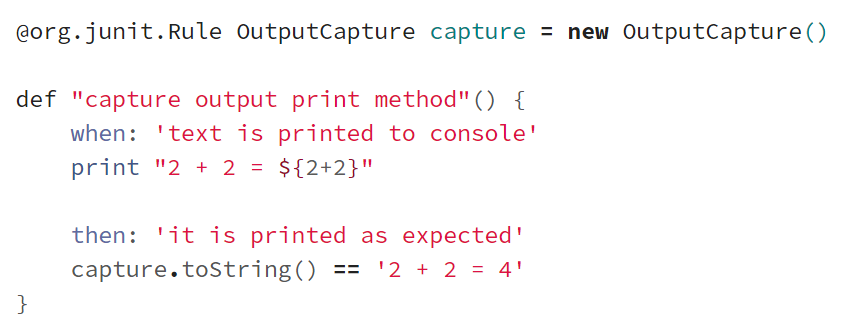 @org.junit.Rule OutputCapture capture = new OutputCapture()
def "capture output print method"() {
when: 'text is printed to console'
print "2 + 2 = ${2+2}"
then: 'it is printed as expected'
capture.toString() == '2 + 2 = 4'
}